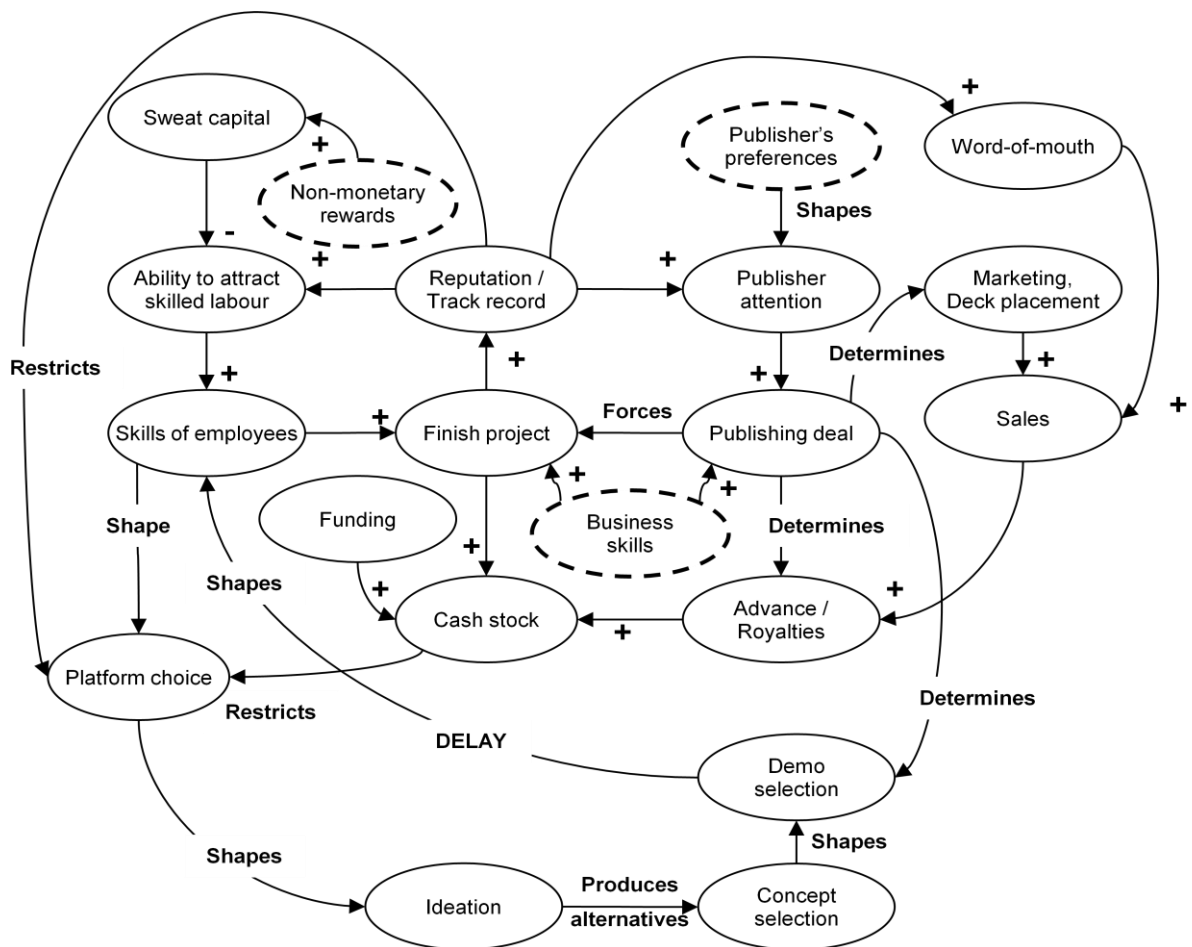 +
Sweat capital
Publisher's
preferences
Word-of-mouth
+
Non-monetary
rewards
Shapes
-
+
+
Ability to attract
skilled labour
Reputation /
Track record
Publisher
attention
Marketing,
Deck placement
Restricts
+
+
+
Determines
+
+
Skills of employees
+
Finish project
Forces
Publishing deal
Sales
+
+
Funding
Business
skills
Shape
Determines
+
Shapes
+
+
Cash stock
+
Advance /
Royalties
Platform choice
Restricts
Determines
DELAY
Demo
selection
Shapes
Shapes
Ideation
Produces
alternatives
Concept
selection